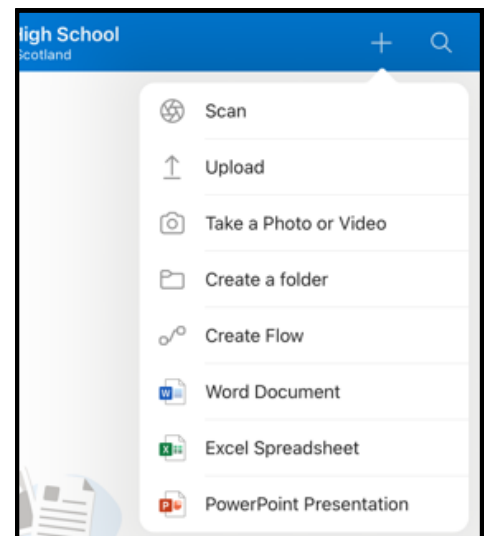 High School
Scotland
Scan
Upload
Take a Photo or Video
Create a folder
Create Flow
Word Document
Excel Spreadsheet
PowerPoint Presentation